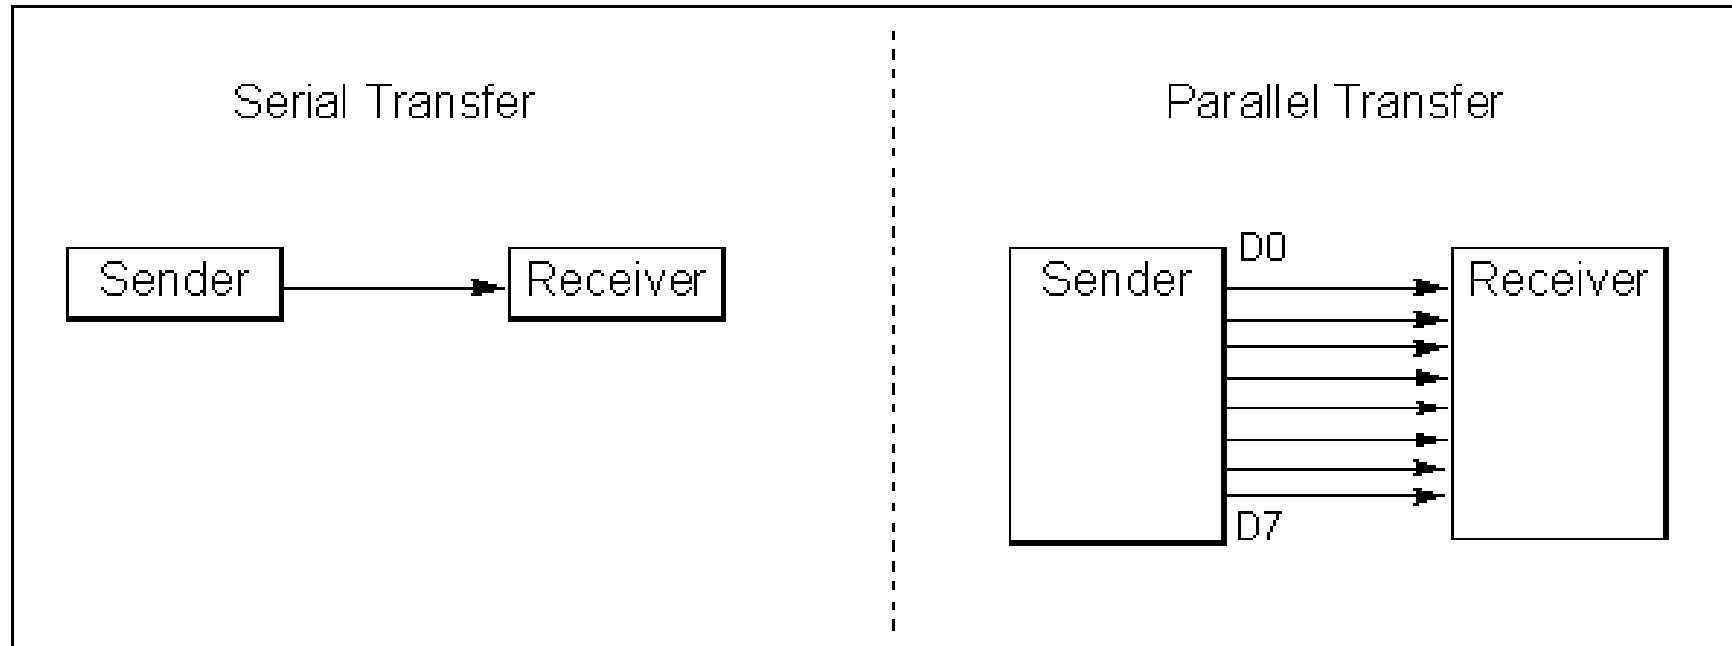 Serial Transfer
Sender
Receiver
Parallel Transfer
D0
Sender
Receiver
D7